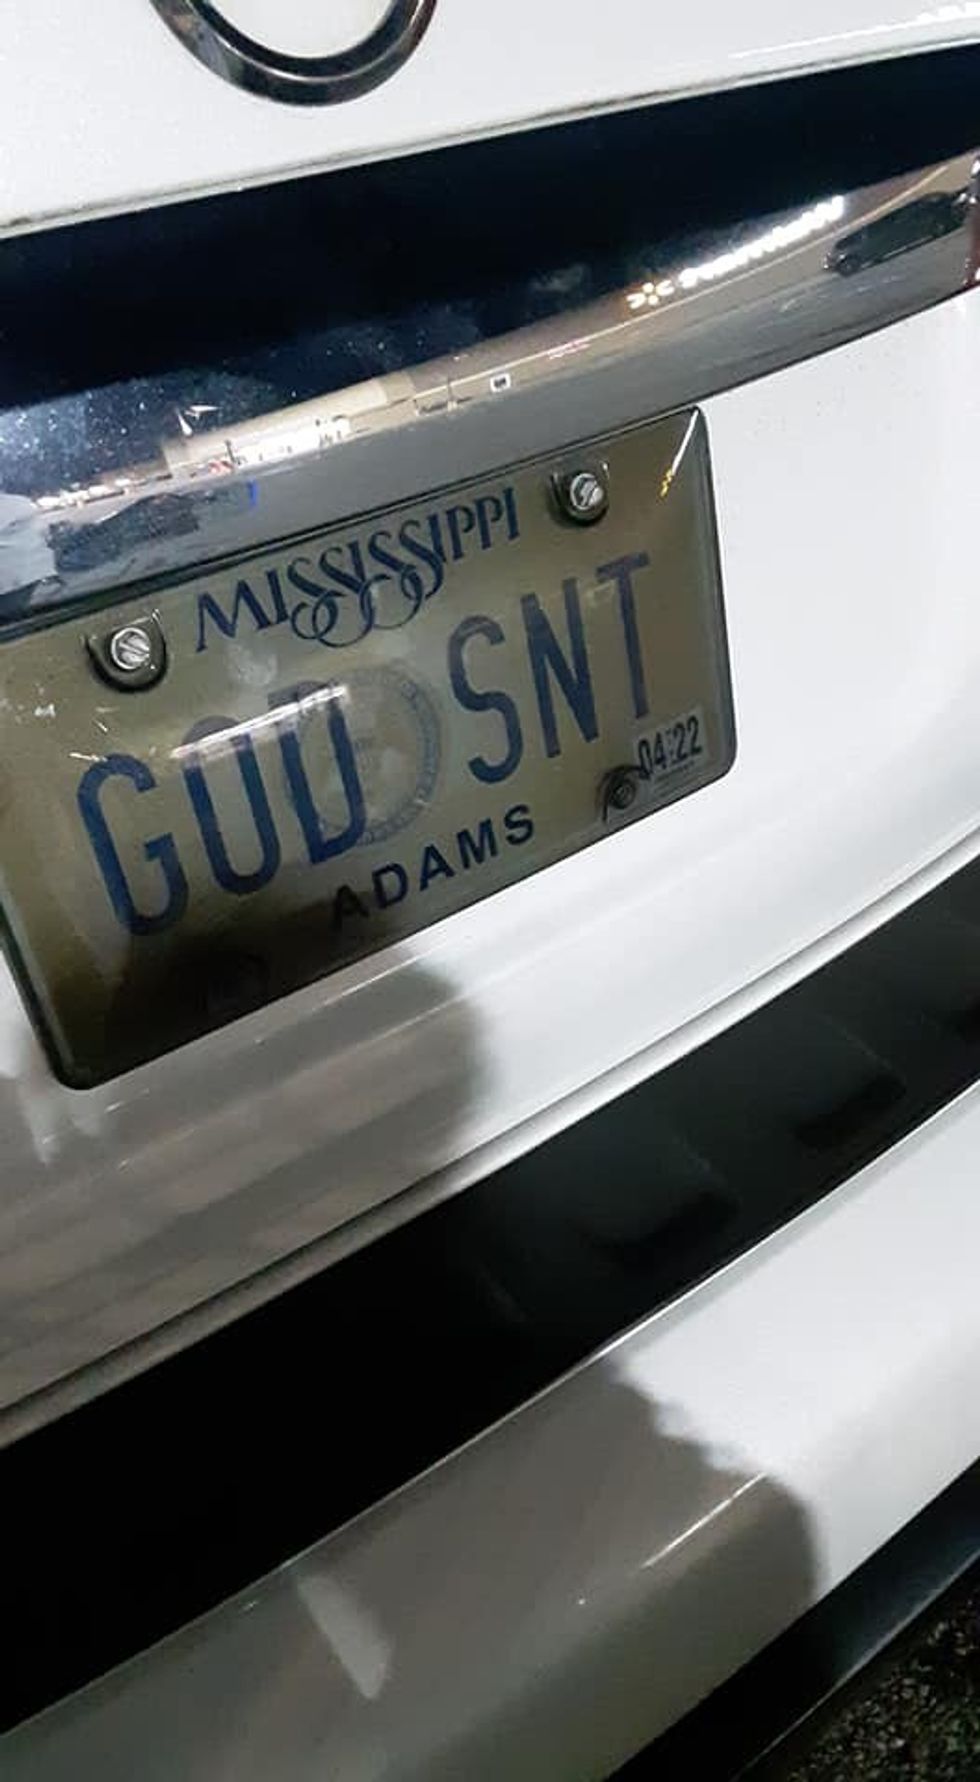 MISSISSIPPI
GOD SNT
04 22
ADAMS